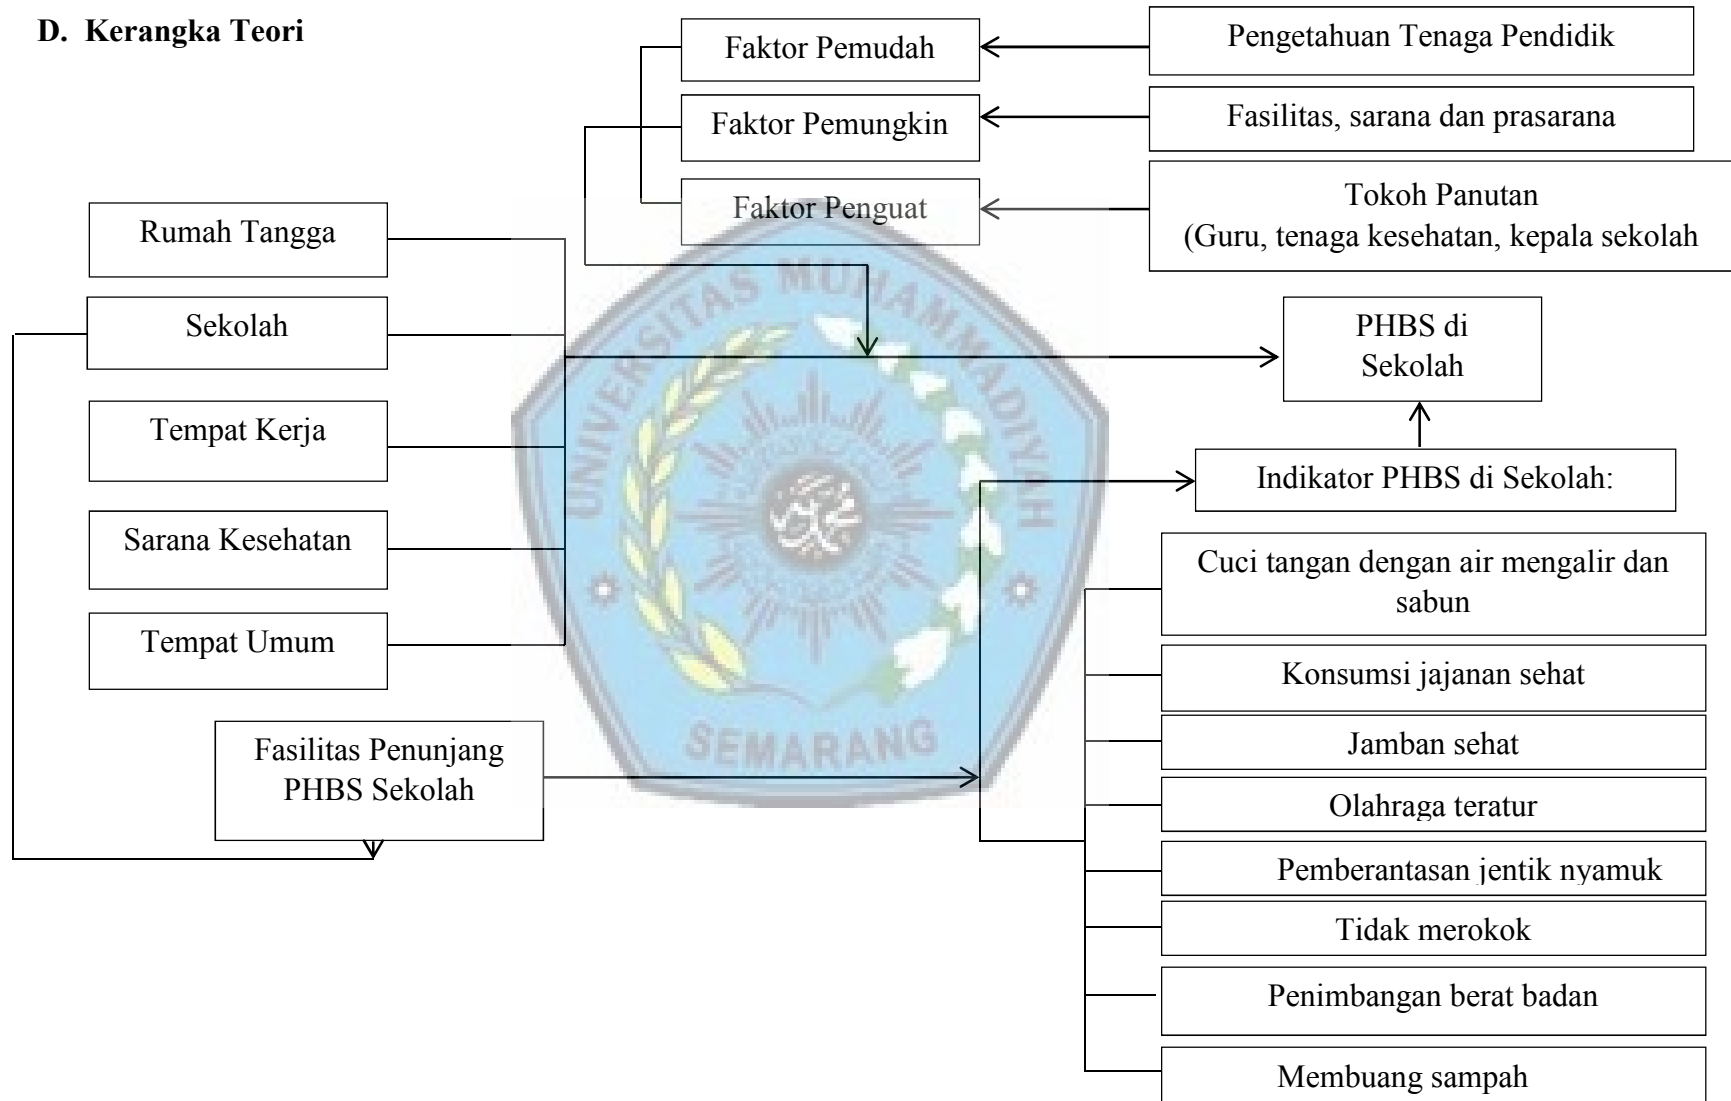 D. Kerangka Teori
Faktor Pemudah
Pengetahuan Tenaga Pendidik
Faktor Pemungkin
Fasilitas, sarana dan prasarana
Faktor Penguat
Tokoh Panutan
(Guru, tenaga kesehatan, kepala sekolah
Rumah Tangga
Sekolah
Tempat Kerja
Sarana Kesehatan
Tempat Umum
Fasilitas Penunjang
PHBS Sekolah
PHBS di
Sekolah
Indikator PHBS di Sekolah:
Cuci tangan dengan air mengalir dan
sabun
Konsumsi jajanan sehat
Jamban sehat
Olahraga teratur
Pemberantasan jentik nyamuk
Tidak merokok
Penimbangan berat badan
Membuang sampah
UNIVERSITAS MUHAMMADIYAH
SEMARANG